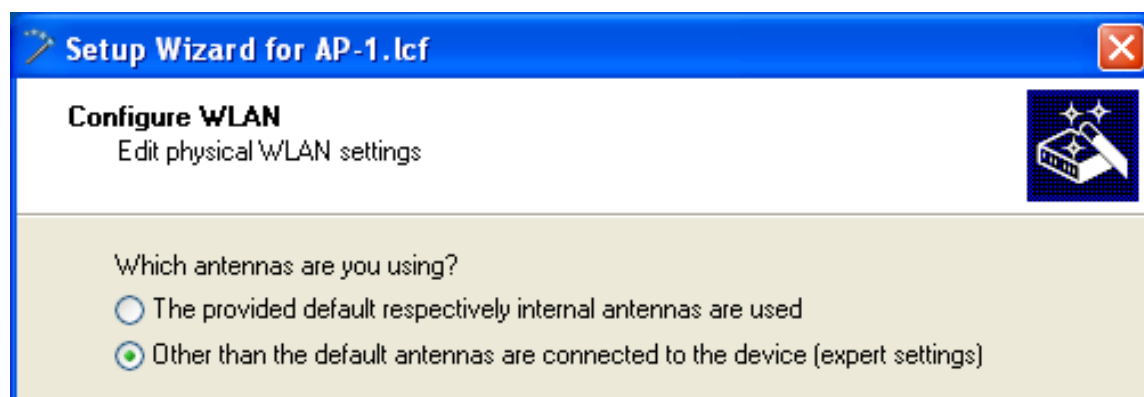 Setup Wizard for AP-1.lcf
Configure WLAN
Edit physical WLAN settings
Which antennas are you using?
The provided default respectively internal antennas are used
Other than the default antennas are connected to the device (expert settings)